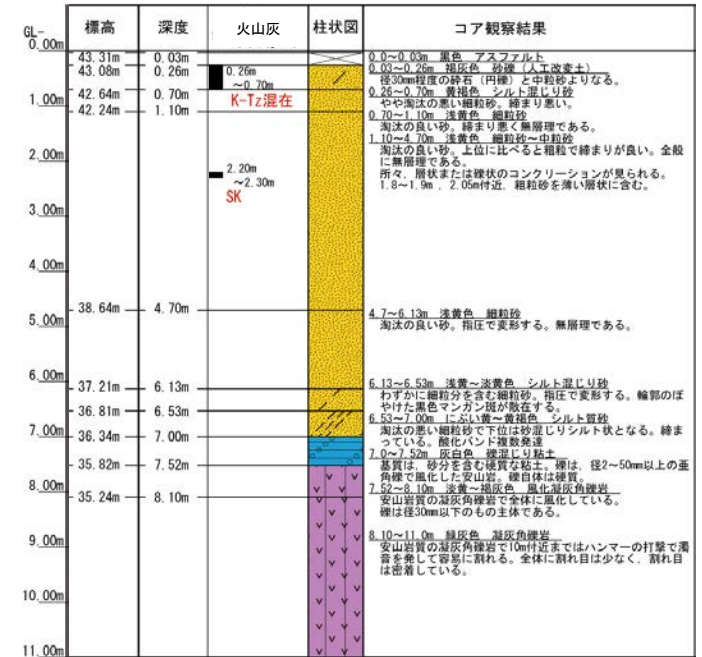 標高 深度 火山灰 柱状図 コア観察結果
GL-
0.00m
1.00m
2.00m
3.00m
4.00m
5.00m
6.00m
7.00m
8.00m
9.00m
10.00m
11.00m
43.31m 0.03m
43.08m 0.26m
42.64m 0.70m
42.24m 1.10m
38.64m 4.70m
37.21m 6.13m
36.81m 6.53m
36.34m 7.00m
35.82m 7.52m
35.24m 8.10m
0.26m
～0.70m
K-Tz混在
2.20m
～2.30m
SK
0.0～0.03m 黒色 アスファルト
0.03～0.26m 褐灰色 砂礫（人工改変土）
径30mm程度の砕石（円礫）と中粒砂よりなる。
0.26～0.70m 黄褐色 シルト混じり砂
やや淘汰の悪い細粒砂。締まり悪い。
0.70～1.10m 浅黄色 細粒砂
淘汰の良い砂。締まり悪く無層理である。
1.10～4.70m 浅黄色 細粒砂～中粒砂
淘汰の良い砂。上位に比べると粗粒で締まりが良い。全般
に無層理である。
所々、層状または礫状のコンクリーションが見られる。
1.8～1.9m、2.05m付近、粗粒砂を薄い層状に含む。
4.7～6.13m 浅黄色 細粒砂
淘汰の良い砂。指圧で変形する。無層理である。
6.13～6.53m 浅黄～淡黄色 シルト混じり砂
わずかに細粒分を含む細粒砂。指圧で変形する。輪郭のぼ
やけた黒色マンガン斑が散在する。
6.53～7.00m にぶい黄～黄褐色 シルト質砂
淘汰の悪い細粒砂で下位は砂混じりシルト状となる。締ま
っている。酸化バンド複数発達
7.0～7.52m 灰白色 礫混じり粘土
基質は、砂分を含む硬質な粘土。礫は、径2～50mm以上の亜
角礫で風化した安山岩。礫自体は硬質。
7.52～8.10m 淡黄～褐灰色 風化凝灰角礫岩
安山岩質の凝灰角礫岩で全体に風化している。
礫は径30mm以下のもの主体である。
8.10～11.0m 緑灰色 凝灰角礫岩
安山岩質の凝灰角礫岩で10m付近まではハンマーの打撃で濁
音を発して容易に割れる。全体に割れ目は少なく、割れ目
は密着している。